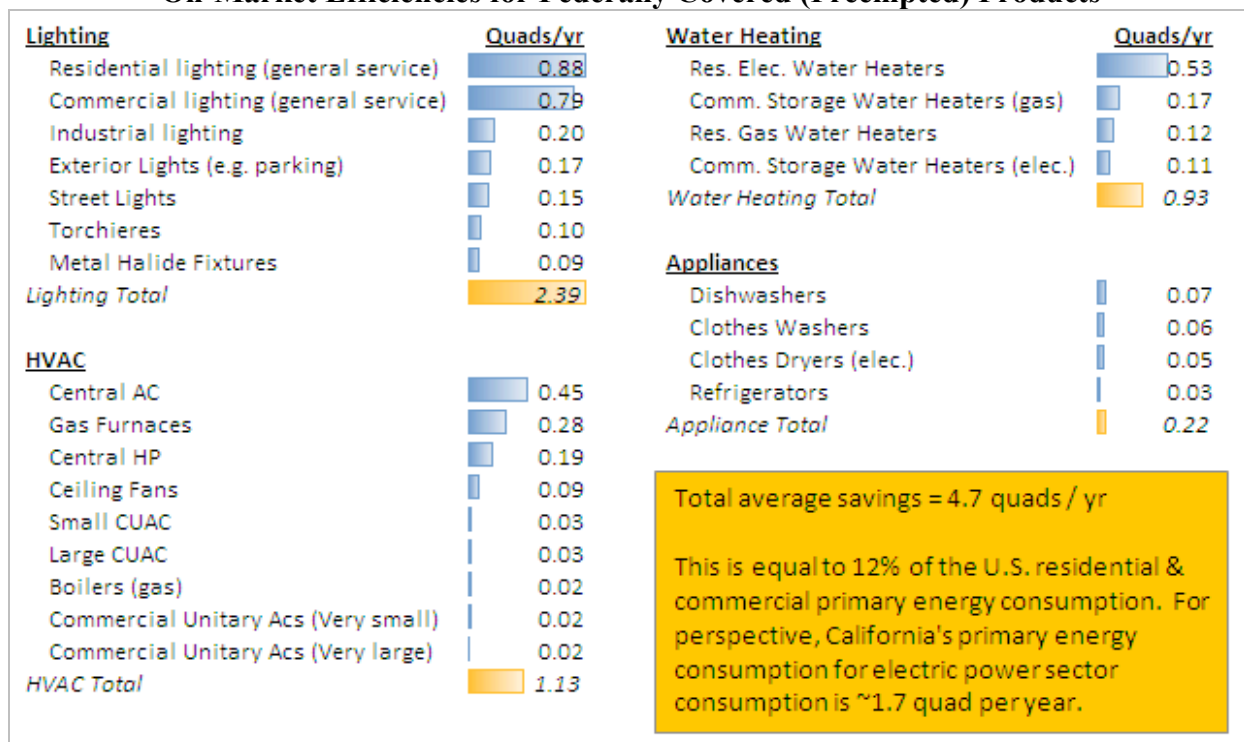 On-Market Efficiencies for Federally Covered (Preempted) Products
Lighting Quads/yr
Residential lighting (general service) 0.88
Commercial lighting (general service) 0.79
Industrial lighting 0.20
Exterior Lights (e.g. parking) 0.17
Street Lights 0.15
Torchieres 0.10
Metal Halide Fixtures 0.09
Lighting Total 2.39
HVAC
Central AC 0.45
Gas Furnaces 0.28
Central HP 0.19
Ceiling Fans 0.09
Small CUAC 0.03
Large CUAC 0.03
Boilers (gas) 0.02
Commercial Unitary Acs (Very small) 0.02
Commercial Unitary Acs (Very large) 0.02
HVAC Total 1.13
Water Heating Quads/yr
Res. Elec. Water Heaters 0.53
Comm. Storage Water Heaters (gas) 0.17
Res. Gas Water Heaters 0.12
Comm. Storage Water Heaters (elec.) 0.11
Water Heating Total 0.93
Appliances
Dishwashers 0.07
Clothes Washers 0.06
Clothes Dryers (elec.) 0.05
Refrigerators 0.03
Appliance Total 0.22
Total average savings = 4.7 quads / yr
This is equal to 12% of the U.S. residential &
commercial primary energy consumption. For
perspective, California's primary energy
consumption for electric power sector
consumption is ~1.7 quad per year.